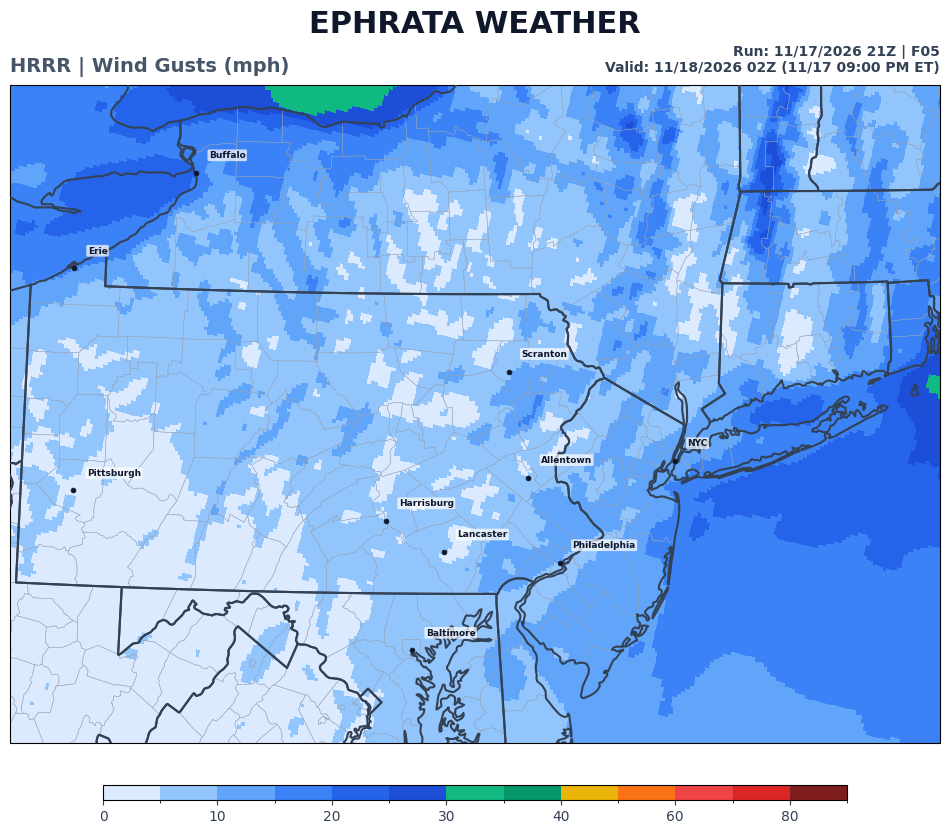 EPHRATA WEATHER
HRRR | Wind Gusts (mph)
Run: 11/17/2026 21Z | F05
Valid: 11/18/2026 02Z (11/17 09:00 PM ET)
Buffalo
Erie
Scranton
NYC
Allentown
Pittsburgh
Harrisburg
Lancaster
Philadelphia
Baltimore
0 10 20 30 40 60 80